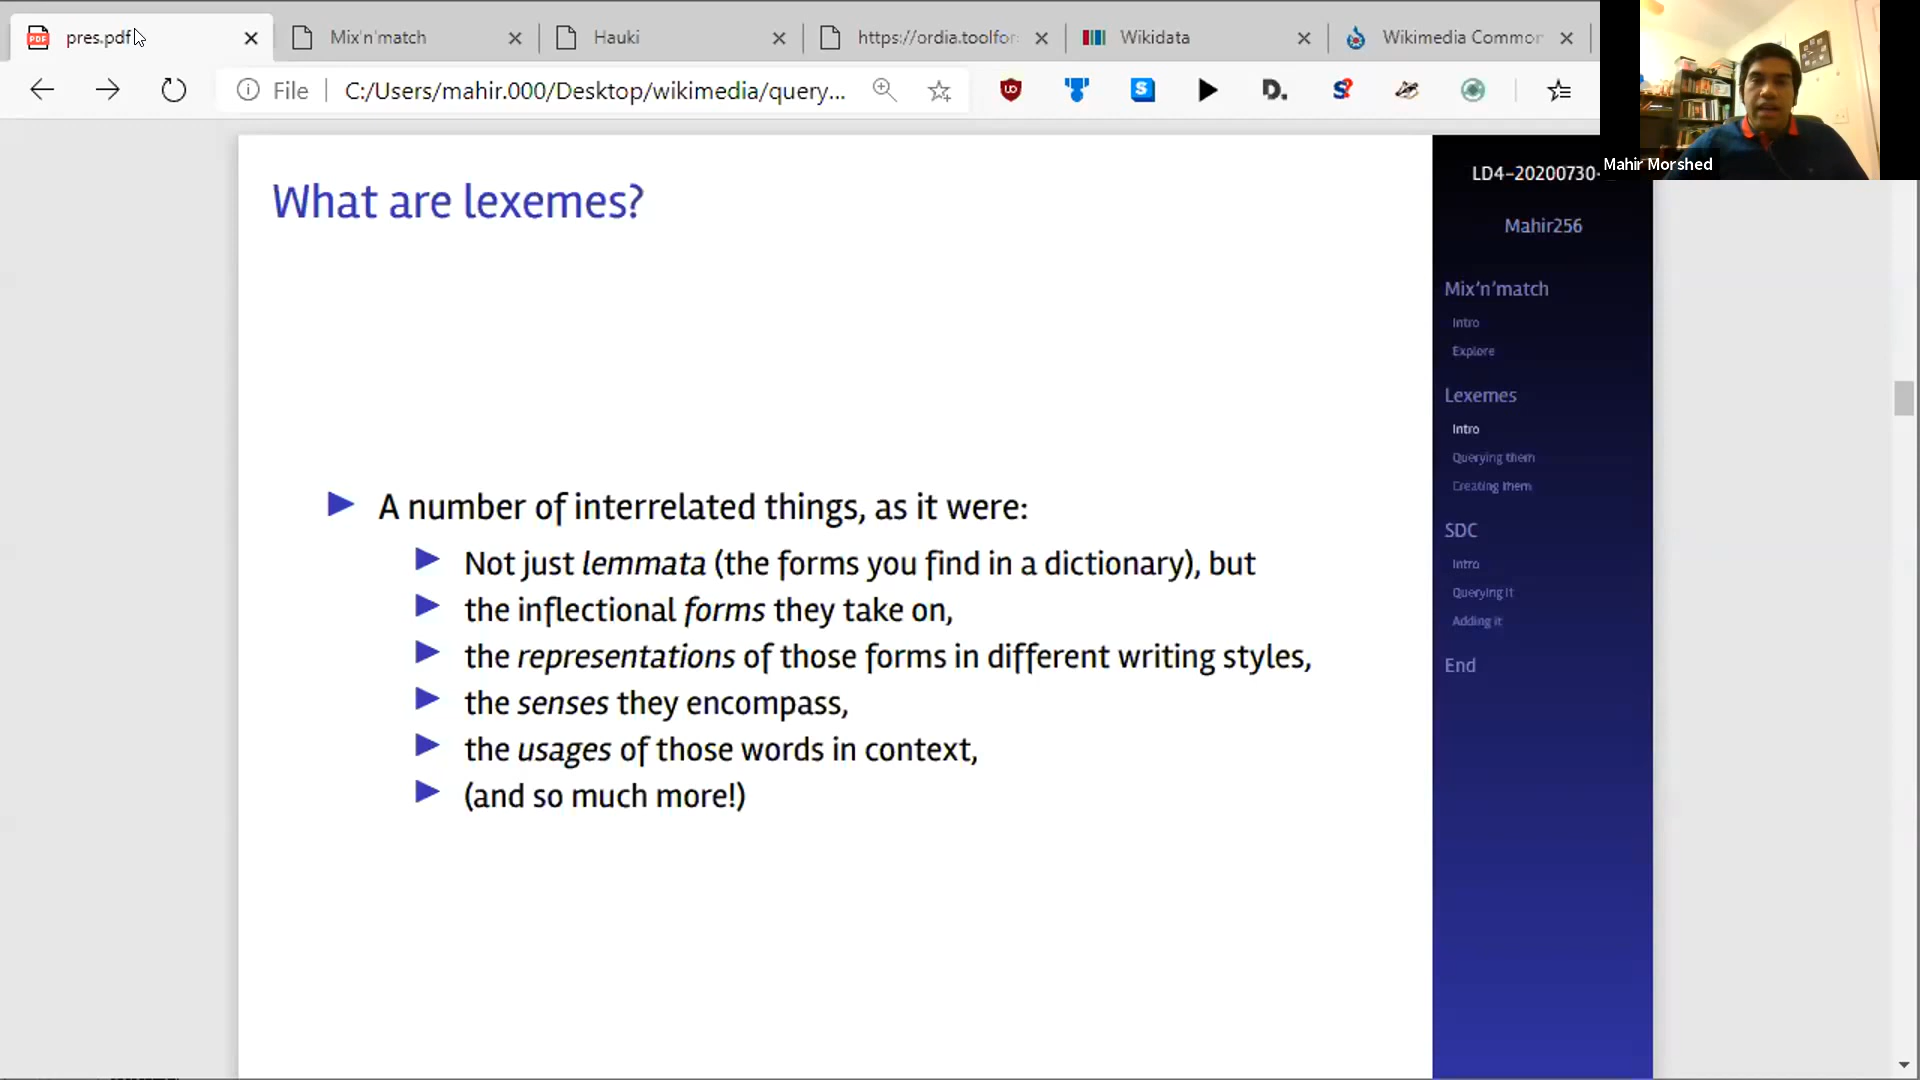 pres.pdf
Mix'n'match
Hauki
https://ordia.toolfor
Wikidata
Wikimedia Common
File
C:/Users/mahir.000/Desktop/wikimedia/query...
Mahir Morshed
What are lexemes?
A number of interrelated things, as it were:
Not just lemmata (the forms you find in a dictionary), but
the inflectional forms they take on,
the representations of those forms in different writing styles,
the senses they encompass,
the usages of those words in context,
(and so much more!)
LD4-20200730-
Mahir256
Mix'n'match
Intro
Explore
Lexemes
Intro
Querying them
Creating them
SDC
Intro
Querying it
Adding it
End